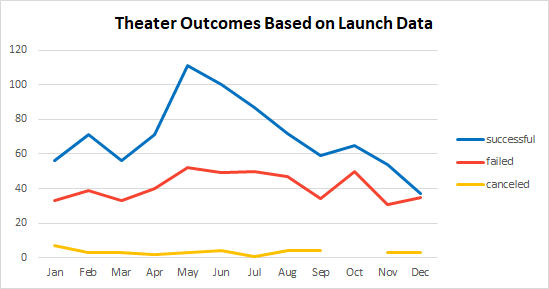 Theater Outcomes Based on Launch Data
120
100
80
60
40
20
0
Jan Feb Mar Apr May Jun Jul Aug Sep Oct Nov Dec
successful
failed
canceled